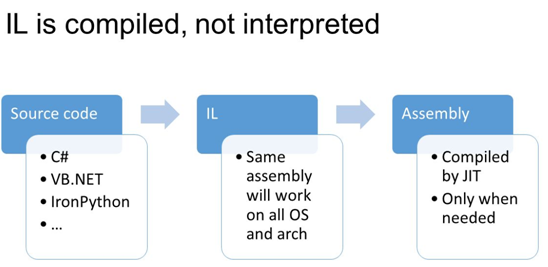 IL is compiled, not interpreted
Source code
• C#
• VB.NET
• IronPython
• ...
IL
• Same
assembly
will work
on all OS
and arch
Assembly
• Compiled
by JIT
• Only when
needed